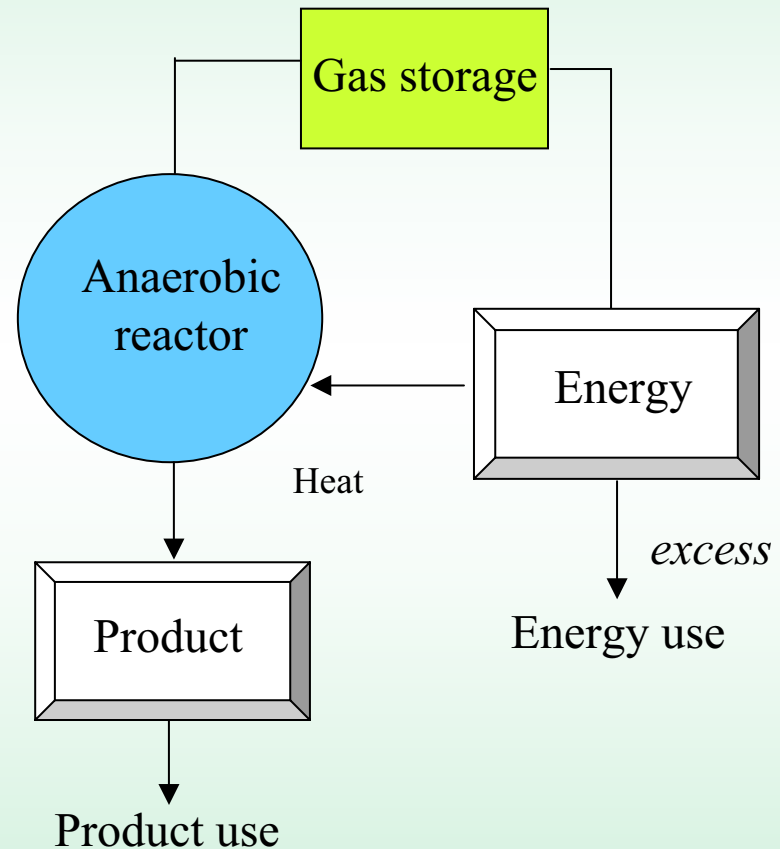 Gas storage
Anaerobic
reactor
Energy
Heat
excess
Energy use
Product
Product use